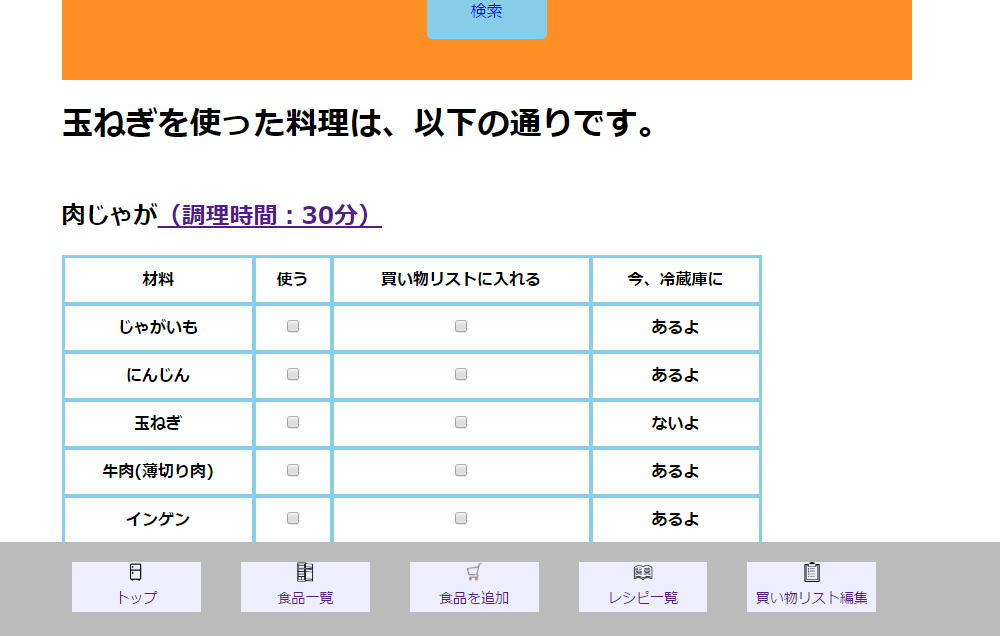 検索
玉ねぎを使った料理は、以下の通りです。
肉じゃが（調理時間：30分）
材料 使う 買い物リストに入れる 今、冷蔵庫に
じゃがいも あるよ
にんじん あるよ
玉ねぎ ないよ
牛肉(薄切り肉) あるよ
インゲン あるよ
トップ 食品一覧 食品を追加 レシピ一覧 買い物リスト編集